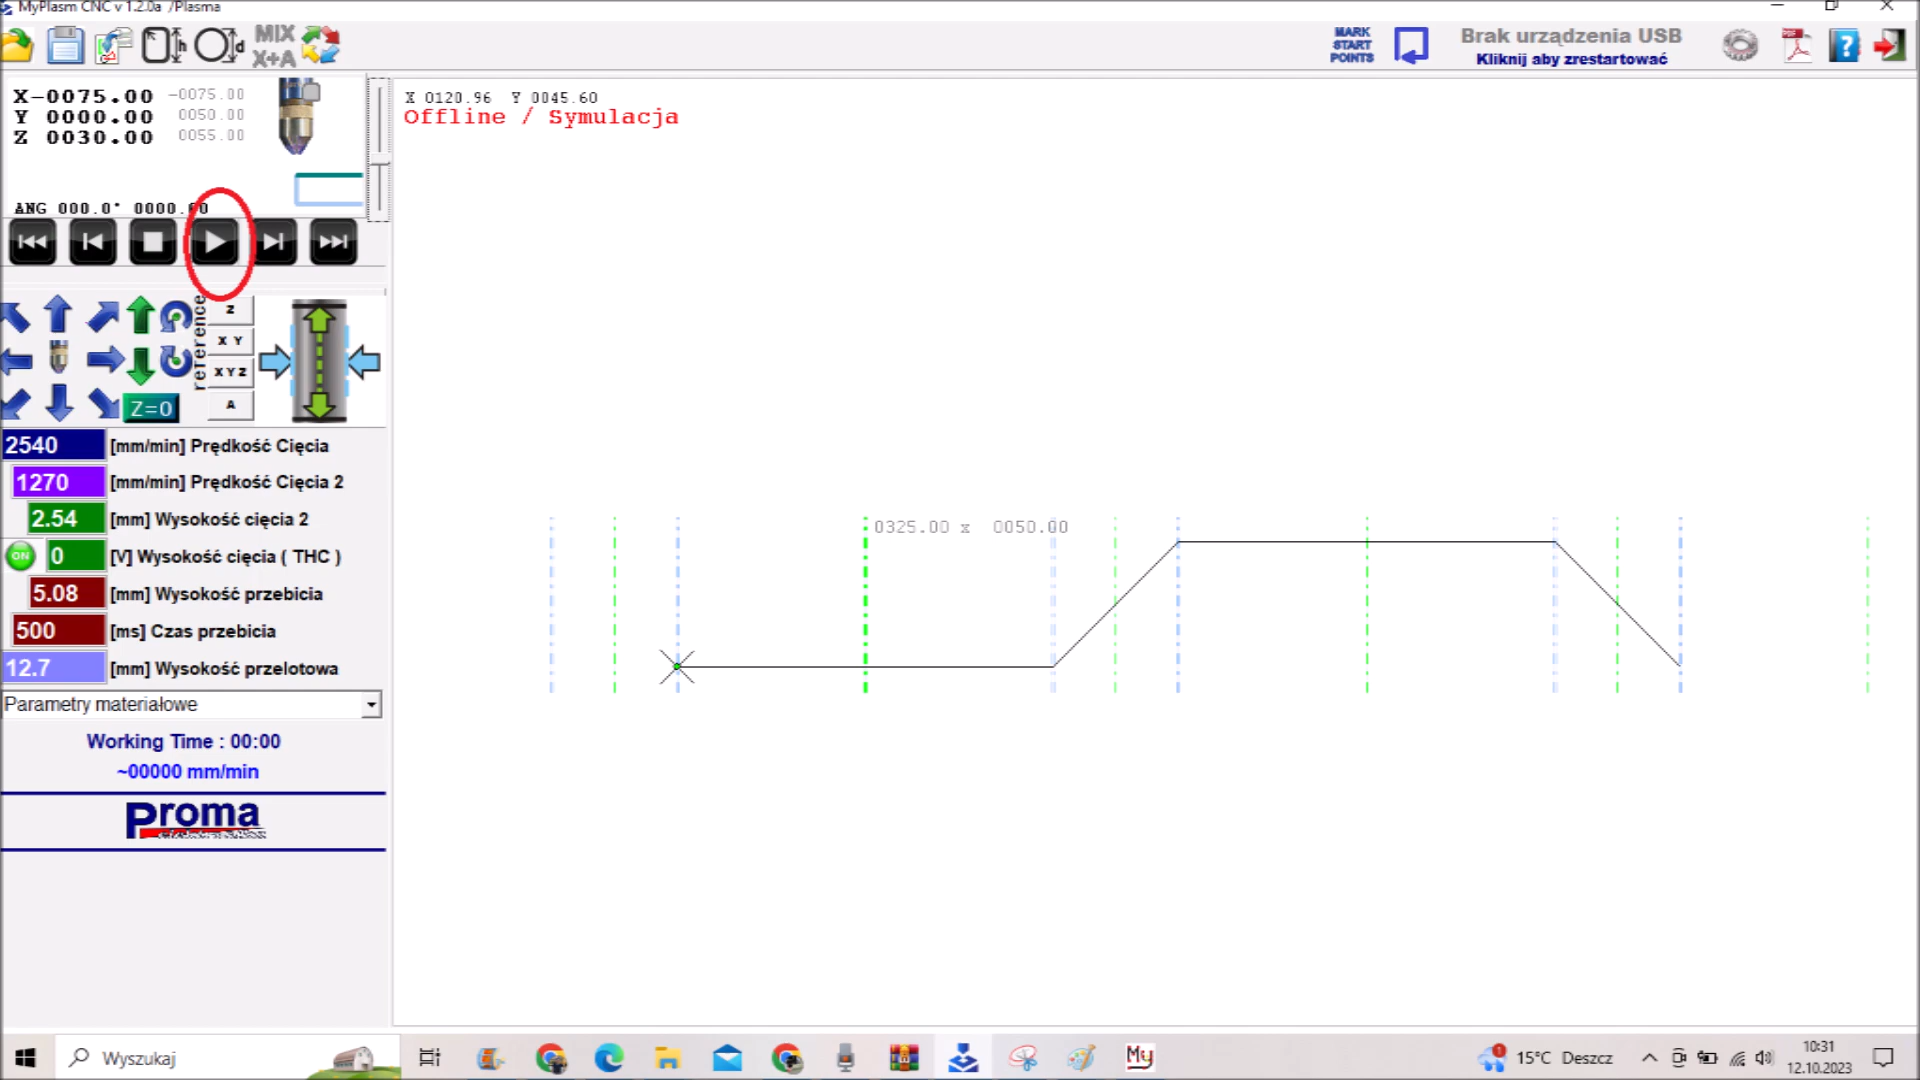 MyPlasm CNC v 1.2.0a /Plasma
h
d
MIX
X+A
MARK
START
POINTS
Brak urządzenia USB
Kliknij aby zrestartować
PDF
?
X-0075.00 -0075.00
Y 0000.00 0050.00
Z 0030.00 0055.00
ANG 000.0° 0000.00
X 0120.96 Y 0045.60
Offline / Symulacja
reference
Z
X Y
X Y Z
A
Z=0
2540 [mm/min] Prędkość Cięcia
1270 [mm/min] Prędkość Cięcia 2
2.54 [mm] Wysokość cięcia 2
ON 0 [V] Wysokość cięcia ( THC )
5.08 [mm] Wysokość przebicia
500 [ms] Czas przebicia
12.7 [mm] Wysokość przelotowa
Parametry materiałowe
Working Time : 00:00
~00000 mm/min
Proma
0325.00 x 0050.00
Wyszukaj
My
15°C Deszcz
10:31
12.10.2023